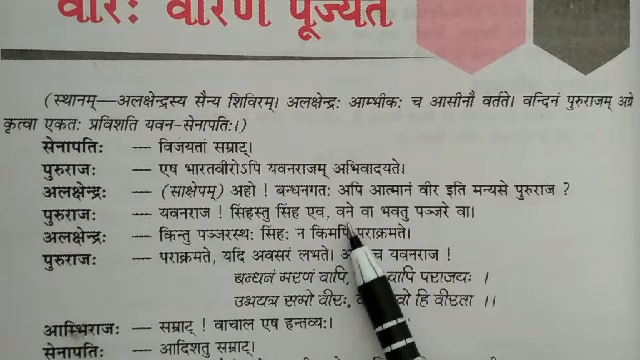 वीरः वीरेण पूज्यते
(स्थानम्—अलक्षेन्द्रस्य सैन्य शिविरम्। अलक्षेन्द्रः आम्भीकः च आसीनौ वर्तते। वन्दिनं पुरुराजम् अग्रे
कृत्वा एकतः प्रविशति यवन-सेनापतिः।)
सेनापतिः — विजयतां सम्राट्।
पुरुराजः — एष भारतवीरोऽपि यवनराजम् अभिवादयते।
अलक्षेन्द्रः — (साक्षेपम्) अहो ! बन्धनगतः अपि आत्मानं वीर इति मन्यसे पुरुराज ?
पुरुराजः — यवनराज ! सिंहस्तु सिंह एव, वने वा भवतु पञ्जरे वा।
अलक्षेन्द्रः — किन्तु पञ्जरस्थः सिंहः न किमपि पराक्रमते।
पुरुराजः — पराक्रमते, यदि अवसरं लभते। च यवनराज !
बन्धनं मरणं वापि, वापि पराजयः ।
उभयत्र समो वीरः, हि वीरता ।।
आम्भिराजः — सम्राट् ! वाचाल एष हन्तव्यः।
सेनापतिः — आदिशतु सम्राट्।